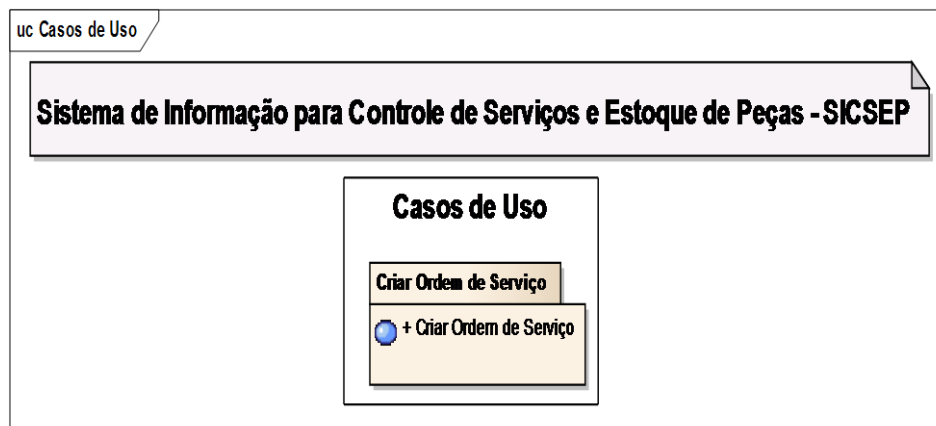 uc Casos de Uso
Sistema de Informação para Controle de Serviços e Estoque de Peças - SICSEP
Casos de Uso
Criar Ordem de Serviço
+ Criar Ordem de Serviço